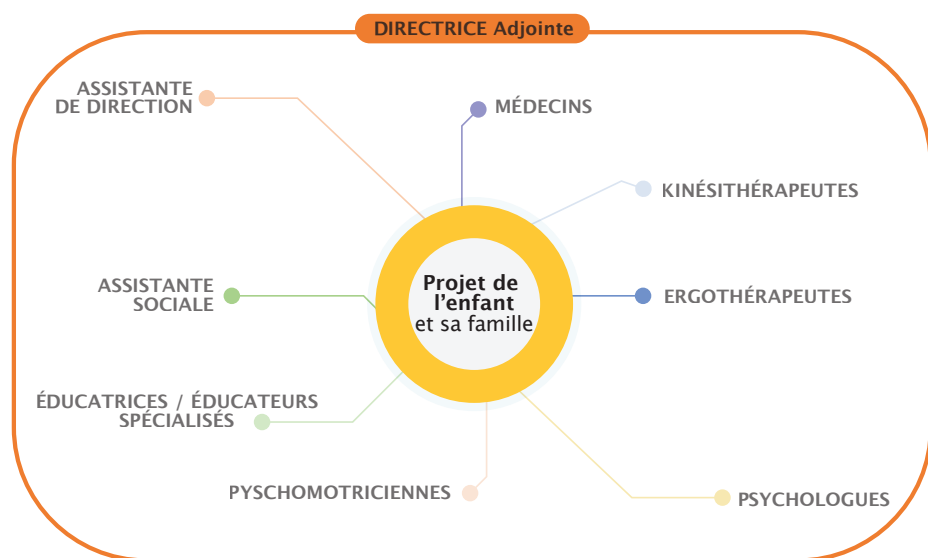 DIRECTRICE Adjointe
ASSISTANTE
DE DIRECTION
MÉDECINS
KINÉSITHÉRAPEUTES
ASSISTANTE
SOCIALE
Projet de
l'enfant
et sa famille
ERGOTHÉRAPEUTES
ÉDUCATRICES / ÉDUCATEURS
SPÉCIALISÉS
PYSCHOMOTRICIENNES
PSYCHOLOGUES